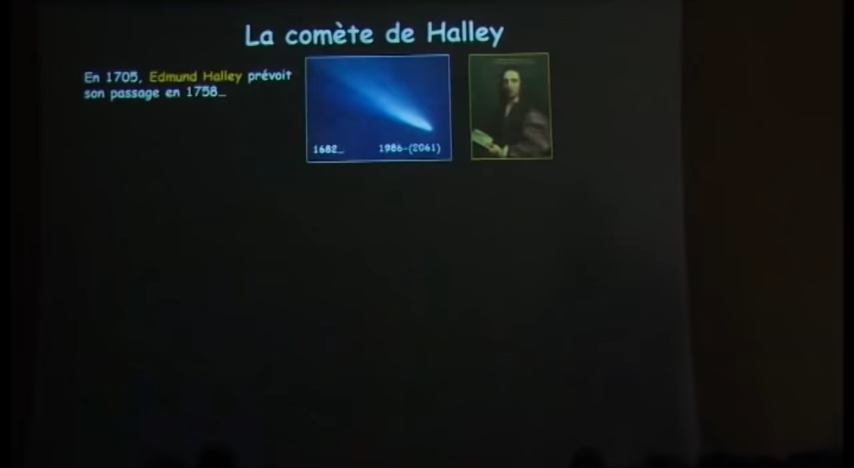 La comète de Halley
En 1705, Edmund Halley prévoit
son passage en 1758...
1682...
1986-(2061)